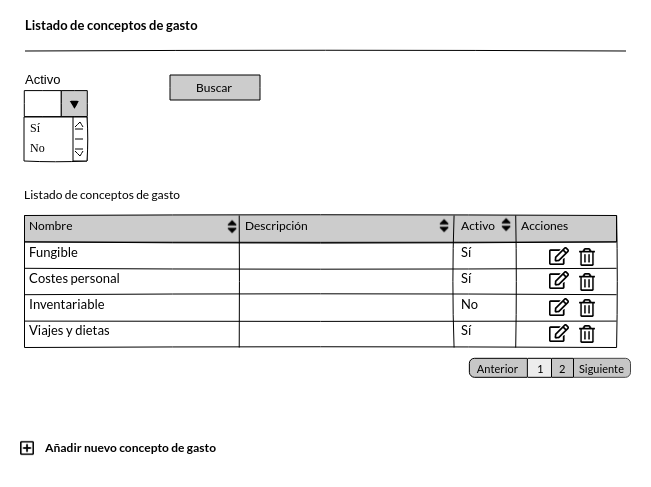 Listado de conceptos de gasto
Activo
Buscar
Sí
No
Listado de conceptos de gasto
Nombre Descripción Activo Acciones
Fungible Sí
Costes personal Sí
Inventariable No
Viajes y dietas Sí
Anterior 1 2 Siguiente
Añadir nuevo concepto de gasto